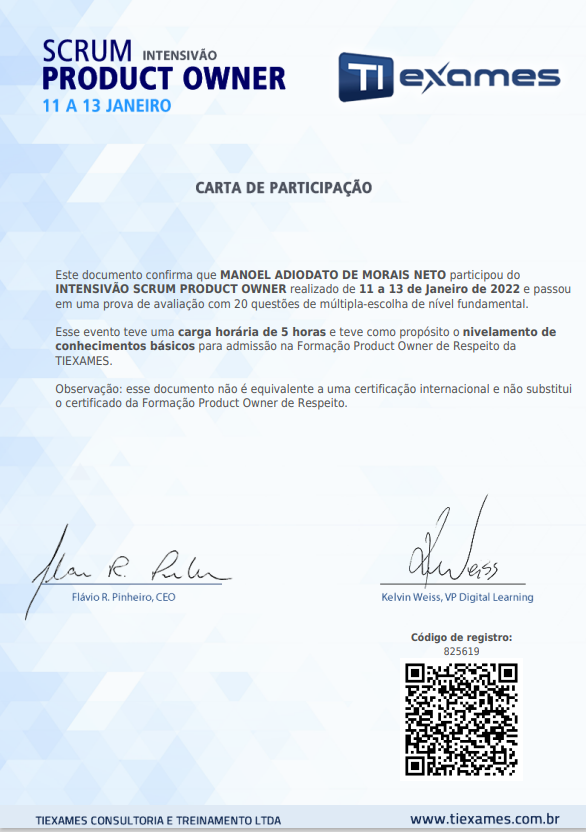 SCRUM INTENSIVÃO
PRODUCT OWNER
11 A 13 JANEIRO
TI exames
CARTA DE PARTICIPAÇÃO
Este documento confirma que MANOEL ADIODATO DE MORAIS NETO participou do
INTENSIVÃO SCRUM PRODUCT OWNER realizado de 11 a 13 de Janeiro de 2022 e passou
em uma prova de avaliação com 20 questões de múltipla-escolha de nível fundamental.
Esse evento teve uma carga horária de 5 horas e teve como propósito o nivelamento de
conhecimentos básicos para admissão na Formação Product Owner de Respeito da
TIEXAMES.
Observação: esse documento não é equivalente a uma certificação internacional e não substitui
o certificado da Formação Product Owner de Respeito.
Flávio R. Pinheiro, CEO
Kelvin Weiss, VP Digital Learning
Código de registro:
825619
TIEXAMES CONSULTORIA E TREINAMENTO LTDA
www.tiexames.com.br